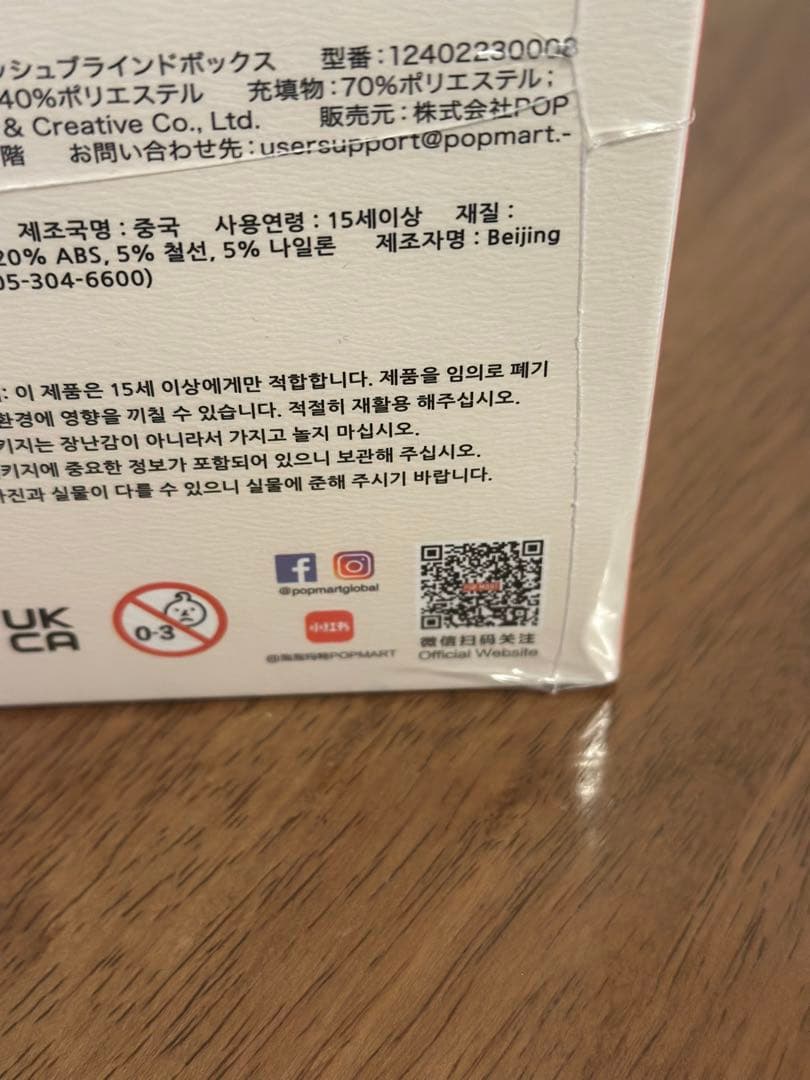 ッシュブラインドボックス 型番:12402230008
40%ポリエステル 充填物:70%ポリエステル;
& Creative Co., Ltd. 販売元:株式会社POP
階 お問い合わせ先:usersupport@popmart.-
제조국명 : 중국 사용연령 : 15세이상 재질 :
20% ABS, 5% 철선, 5% 나일론 제조자명 : Beijing
05-304-6600)
: 이 제품은 15세 이상에게만 적합합니다. 제품을 임의로 폐기
환경에 영향을 끼칠 수 있습니다. 적절히 재활용 해주십시오.
키지는 장난감이 아니라서 가지고 놀지 마십시오.
키지에 중요한 정보가 포함되어 있으니 보관해 주십시오.
사진과 실물이 다를 수 있으니 실물에 준해 주시기 바랍니다.
@popmartglobal
UK
CA
0-3
小红书
POP MART
POPMART
微信扫码关注
Official Website